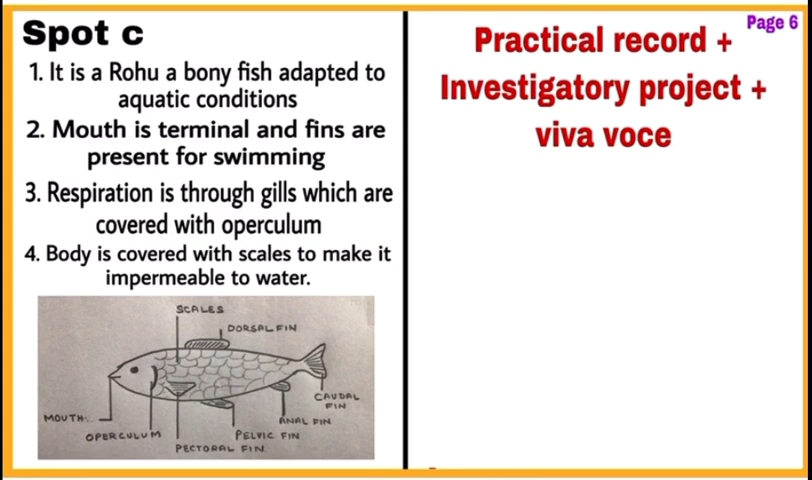 Spot c
1. It is a Rohu a bony fish adapted to
aquatic conditions
2. Mouth is terminal and fins are
present for swimming
3. Respiration is through gills which are
covered with operculum
4. Body is covered with scales to make it
impermeable to water.
SCALES
DORSAL FIN
CAUDAL
FIN
MOUTH
ANAL FIN
OPERCULUM
PELVIC FIN
PECTORAL FIN
Page 6
Practical record +
Investigatory project +
viva voce